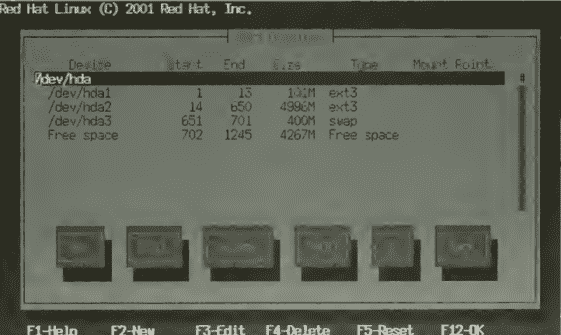 Red Hat Linux (C) 2001 Red Hat, Inc.
Device Start End Size Type Mount Point
/dev/hda #
/dev/hda1 1 13 101M ext3
/dev/hda2 14 650 4996M ext3
/dev/hda3 651 701 400M swap
Free space 702 1245 4267M Free space
F1-Help F2-New F3-Edit F4-Delete F5-Reset F12-OK